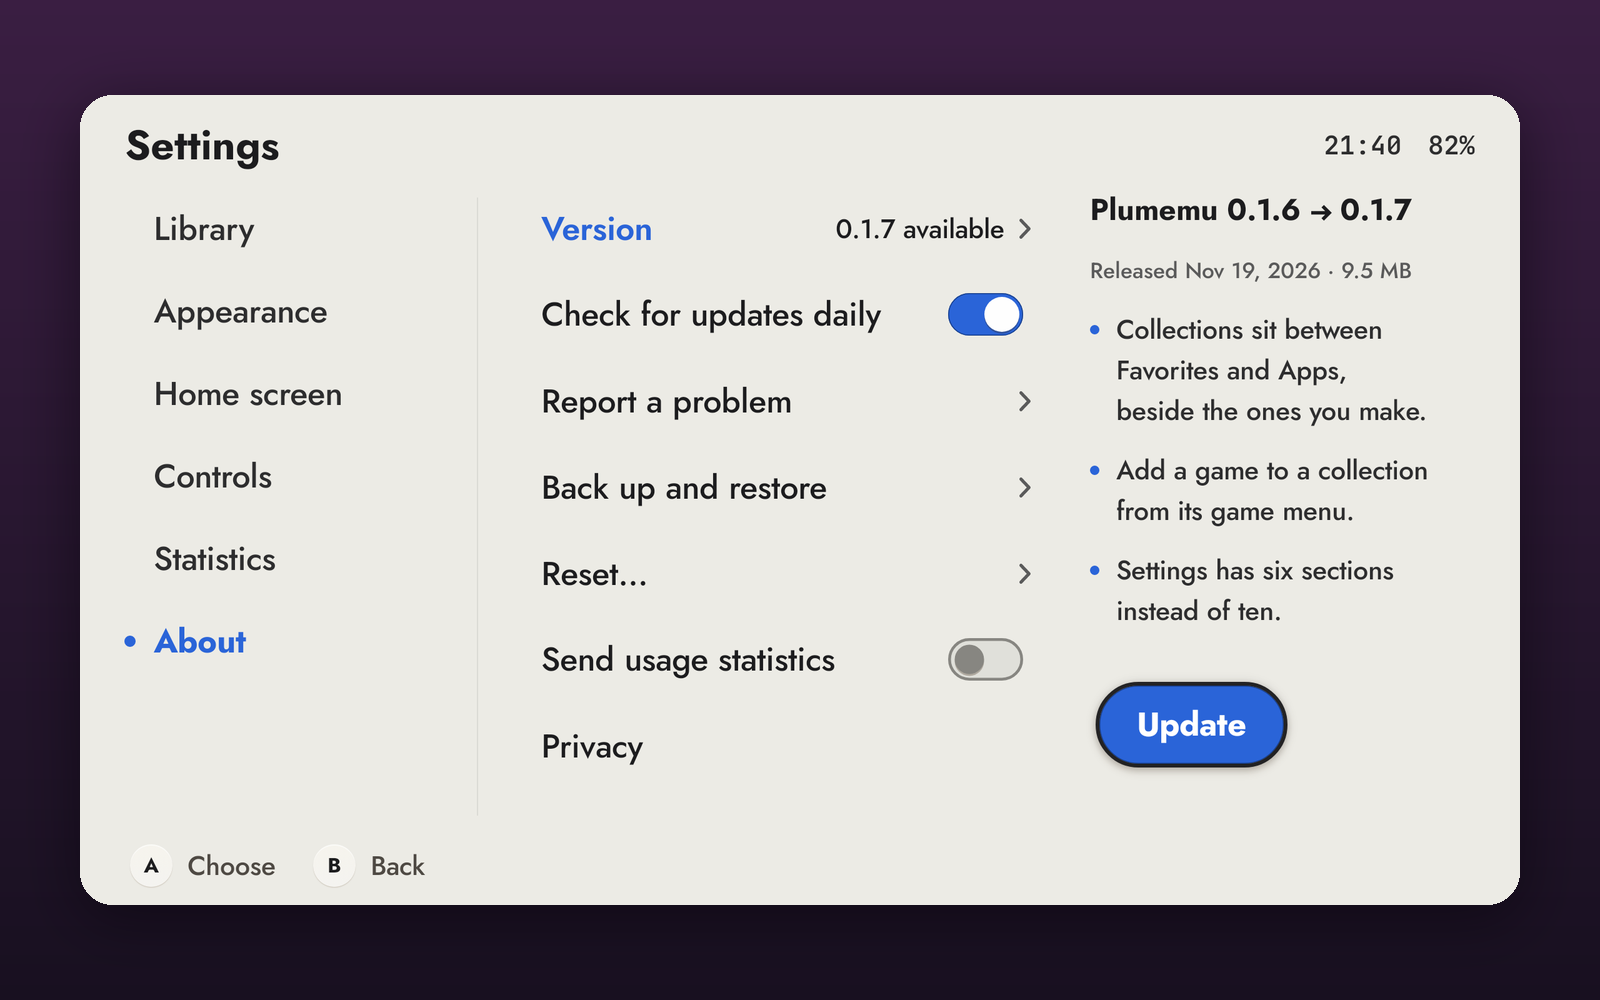 Settings
21:40 82%
Library
Appearance
Home screen
Controls
Statistics
About
Version 0.1.7 available
Check for updates daily
Report a problem
Back up and restore
Reset...
Send usage statistics
Privacy
Plumemu 0.1.6 → 0.1.7
Released Nov 19, 2026 · 9.5 MB
• Collections sit between
Favorites and Apps,
beside the ones you make.
• Add a game to a collection
from its game menu.
• Settings has six sections
instead of ten.
Update
A Choose B Back